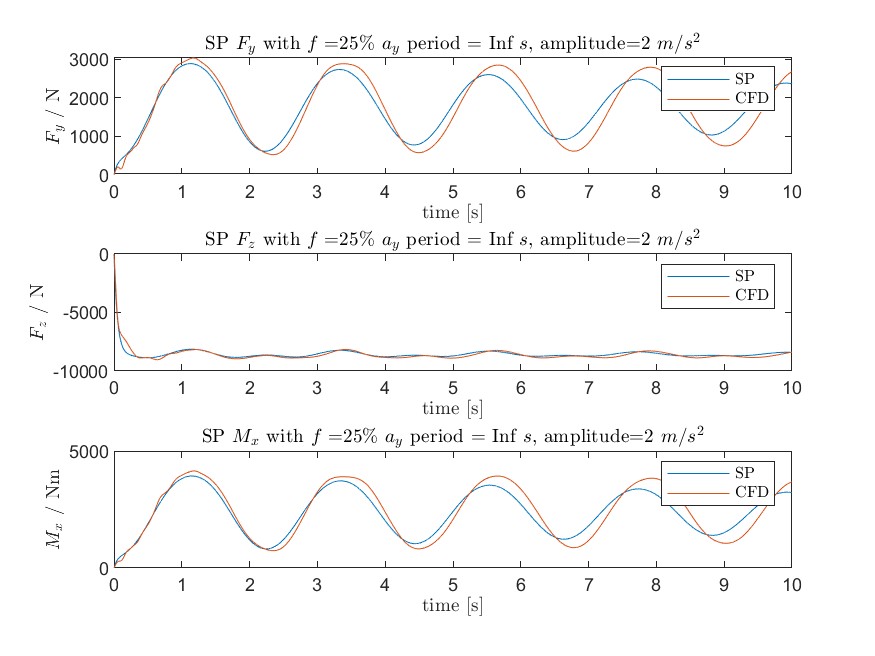 SP F_y with f =25% a_y period = Inf s, amplitude=2 m/s^2
3000
2000
1000
0
F_y / N
SP
CFD
0 1 2 3 4 5 6 7 8 9 10
time [s]
SP F_z with f =25% a_y period = Inf s, amplitude=2 m/s^2
0
-5000
-10000
F_z / N
SP
CFD
0 1 2 3 4 5 6 7 8 9 10
time [s]
SP M_x with f =25% a_y period = Inf s, amplitude=2 m/s^2
5000
0
M_x / Nm
SP
CFD
0 1 2 3 4 5 6 7 8 9 10
time [s]